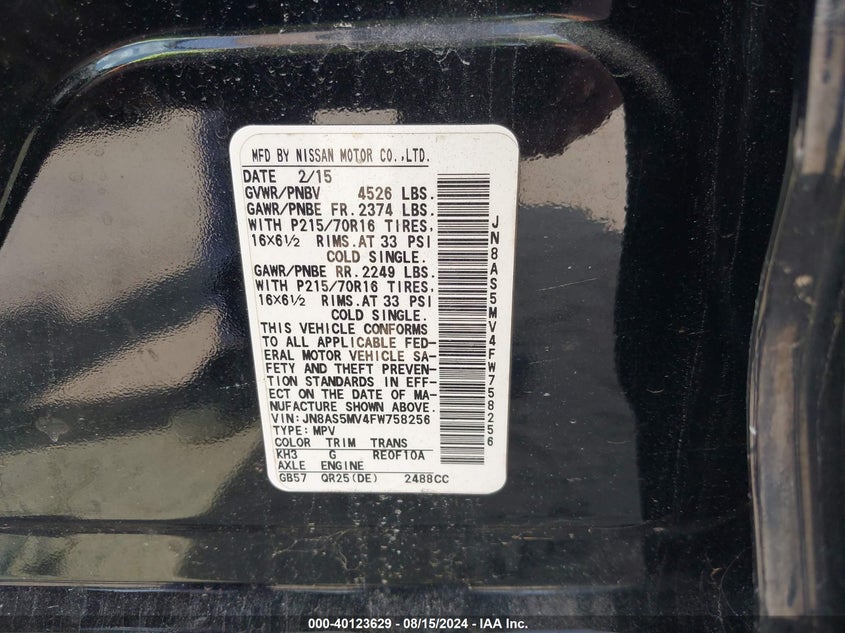 MFD BY NISSAN MOTOR CO.,LTD.
DATE 2/15
GVWR/PNBV 4526 LBS.
GAWR/PNBE FR.2374 LBS.
WITH P215/70R16 TIRES,
16×6½ RIMS.AT 33 PSI
COLD SINGLE.
GAWR/PNBE RR.2249 LBS.
WITH P215/70R16 TIRES,
16×6½ RIMS.AT 33 PSI
COLD SINGLE.
THIS VEHICLE CONFORMS
TO ALL APPLICABLE FED-
ERAL MOTOR VEHICLE SA-
FETY AND THEFT PREVEN-
TION STANDARDS IN EFF-
ECT ON THE DATE OF MA-
NUFACTURE SHOWN ABOVE.
VIN:JN8AS5MV4FW758256
TYPE:MPV
COLOR TRIM TRANS
KH3 G RE0F10A
AXLE ENGINE
GB57 QR25(DE) 2488CC
JN8AS5MV4FW758256
000-40123629 - 08/15/2024 - IAA Inc.